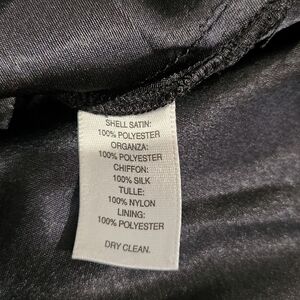 SHELL SATIN:
100% POLYESTER
ORGANZA:
100% POLYESTER
CHIFFON:
100% SILK
TULLE:
100% NYLON
LINING:
100% POLYESTER
DRY CLEAN.